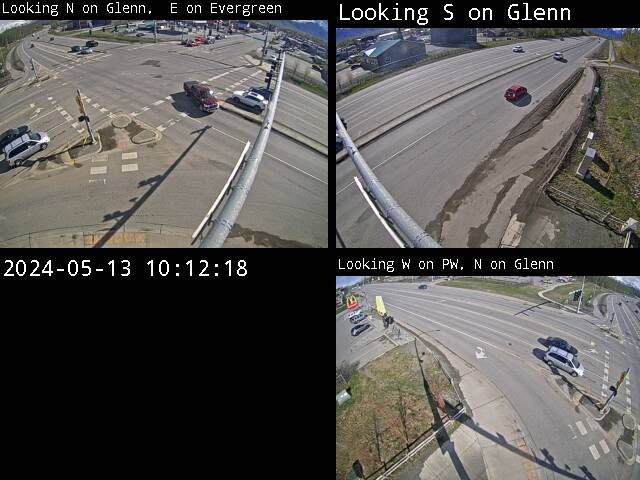 Looking N on Glenn, E on Evergreen
Looking S on Glenn
2024-05-13 10:12:18
Looking W on PW, N on Glenn